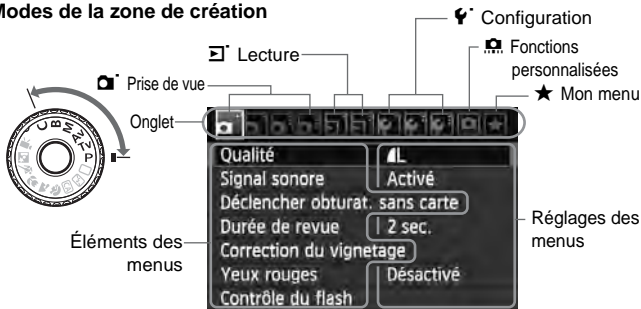 Modes de la zone de création
Configuration
Lecture
Fonctions
personnalisées
Prise de vue
Mon menu
Onglet
Qualité L
Signal sonore Activé
Déclencher obturat. sans carte
Durée de revue 2 sec.
Correction du vignetage
Yeux rouges Désactivé
Contrôle du flash
Éléments des
menus
Réglages des
menus
C B M Av Tv P